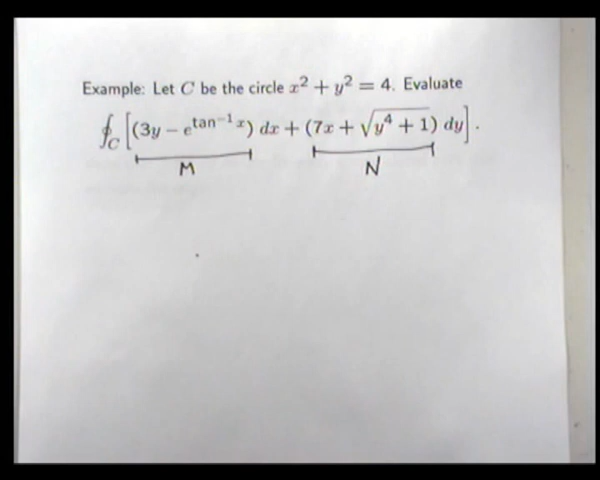 Example: Let C be the circle x² + y² = 4. Evaluate
∮_C [(3y − e^{tan⁻¹ x}) dx + (7x + √(y⁴ + 1)) dy].
M N